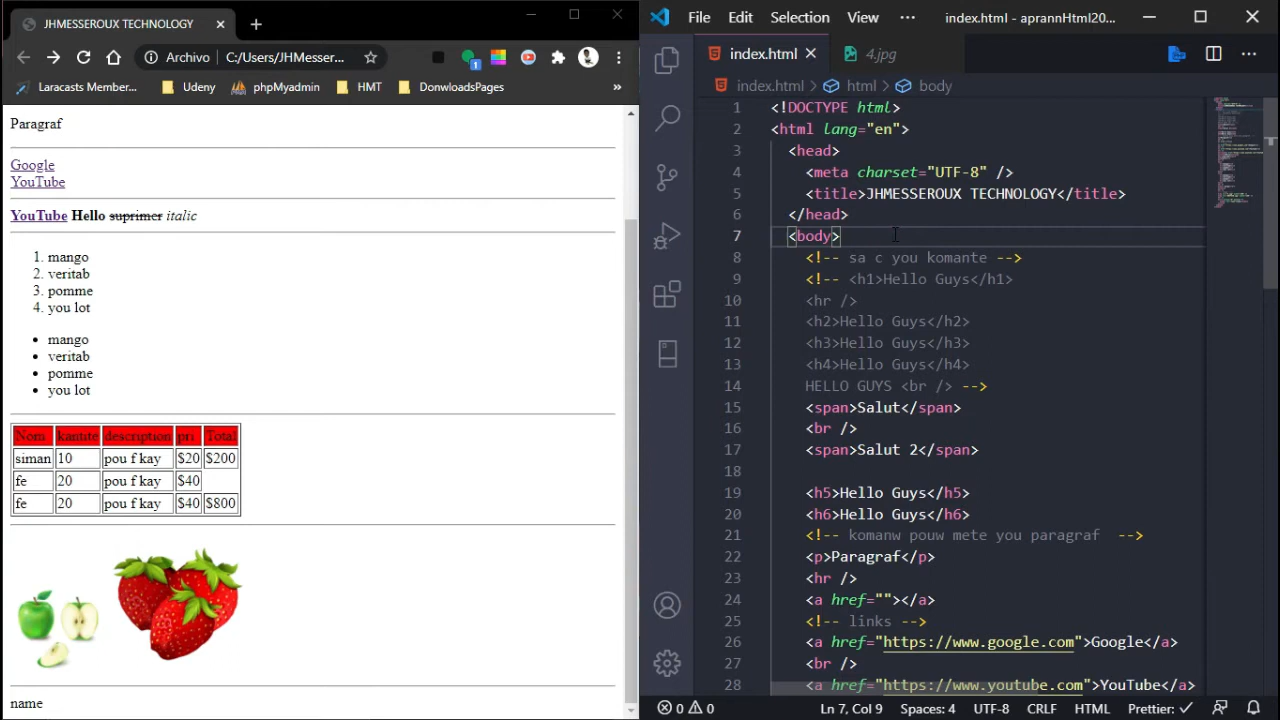 JHMESSEROUX TECHNOLOGY
Archivo C:/Users/JHMesser...
1
Laracasts Member... Udeny phpMyadmin HMT DonwloadsPages »
Paragraf
Google
YouTube
YouTube Hello suprimer italic
1. mango
2. veritab
3. pomme
4. you lot
• mango
• veritab
• pomme
• you lot
Nom kantite description pri Total
siman 10 pou f kay $20 $200
fe 20 pou f kay $40
fe 20 pou f kay $40 $800
name
File Edit Selection View ··· index.html - aprannHtml20...
index.html 4.jpg
index.html > html > body
1 <!DOCTYPE html>
2 <html lang="en">
3 <head>
4 <meta charset="UTF-8" />
5 <title>JHMESSEROUX TECHNOLOGY</title>
6 </head>
7 <body>
8 <!-- sa c you komante -->
9 <!-- <h1>Hello Guys</h1>
10 <hr />
11 <h2>Hello Guys</h2>
12 <h3>Hello Guys</h3>
13 <h4>Hello Guys</h4>
14 HELLO GUYS <br /> -->
15 <span>Salut</span>
16 <br />
17 <span>Salut 2</span>
18
19 <h5>Hello Guys</h5>
20 <h6>Hello Guys</h6>
21 <!-- komanw pouw mete you paragraf -->
22 <p>Paragraf</p>
23 <hr />
24 <a href=""></a>
25 <!-- links -->
26 <a href="https://www.google.com">Google</a>
27 <br />
28 <a href="https://www.youtube.com">YouTube</a>
0 0 Ln 7, Col 9 Spaces: 4 UTF-8 CRLF HTML Prettier: ✓